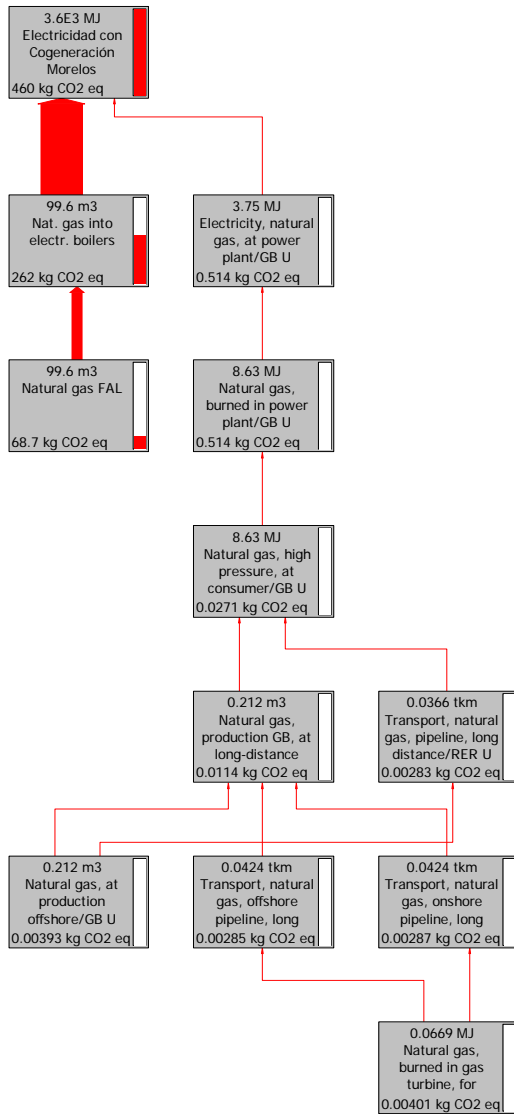 3.6E3 MJ
Electricidad con
Cogeneración
Morelos
460 kg CO2 eq
99.6 m3
Nat. gas into
electr. boilers
262 kg CO2 eq
3.75 MJ
Electricity, natural
gas, at power
plant/GB U
0.514 kg CO2 eq
99.6 m3
Natural gas FAL
68.7 kg CO2 eq
8.63 MJ
Natural gas,
burned in power
plant/GB U
0.514 kg CO2 eq
8.63 MJ
Natural gas, high
pressure, at
consumer/GB U
0.0271 kg CO2 eq
0.212 m3
Natural gas,
production GB, at
long-distance
0.0114 kg CO2 eq
0.0366 tkm
Transport, natural
gas, pipeline, long
distance/RER U
0.00283 kg CO2 eq
0.212 m3
Natural gas, at
production
offshore/GB U
0.00393 kg CO2 eq
0.0424 tkm
Transport, natural
gas, offshore
pipeline, long
0.00285 kg CO2 eq
0.0424 tkm
Transport, natural
gas, onshore
pipeline, long
0.00287 kg CO2 eq
0.0669 MJ
Natural gas,
burned in gas
turbine, for
0.00401 kg CO2 eq